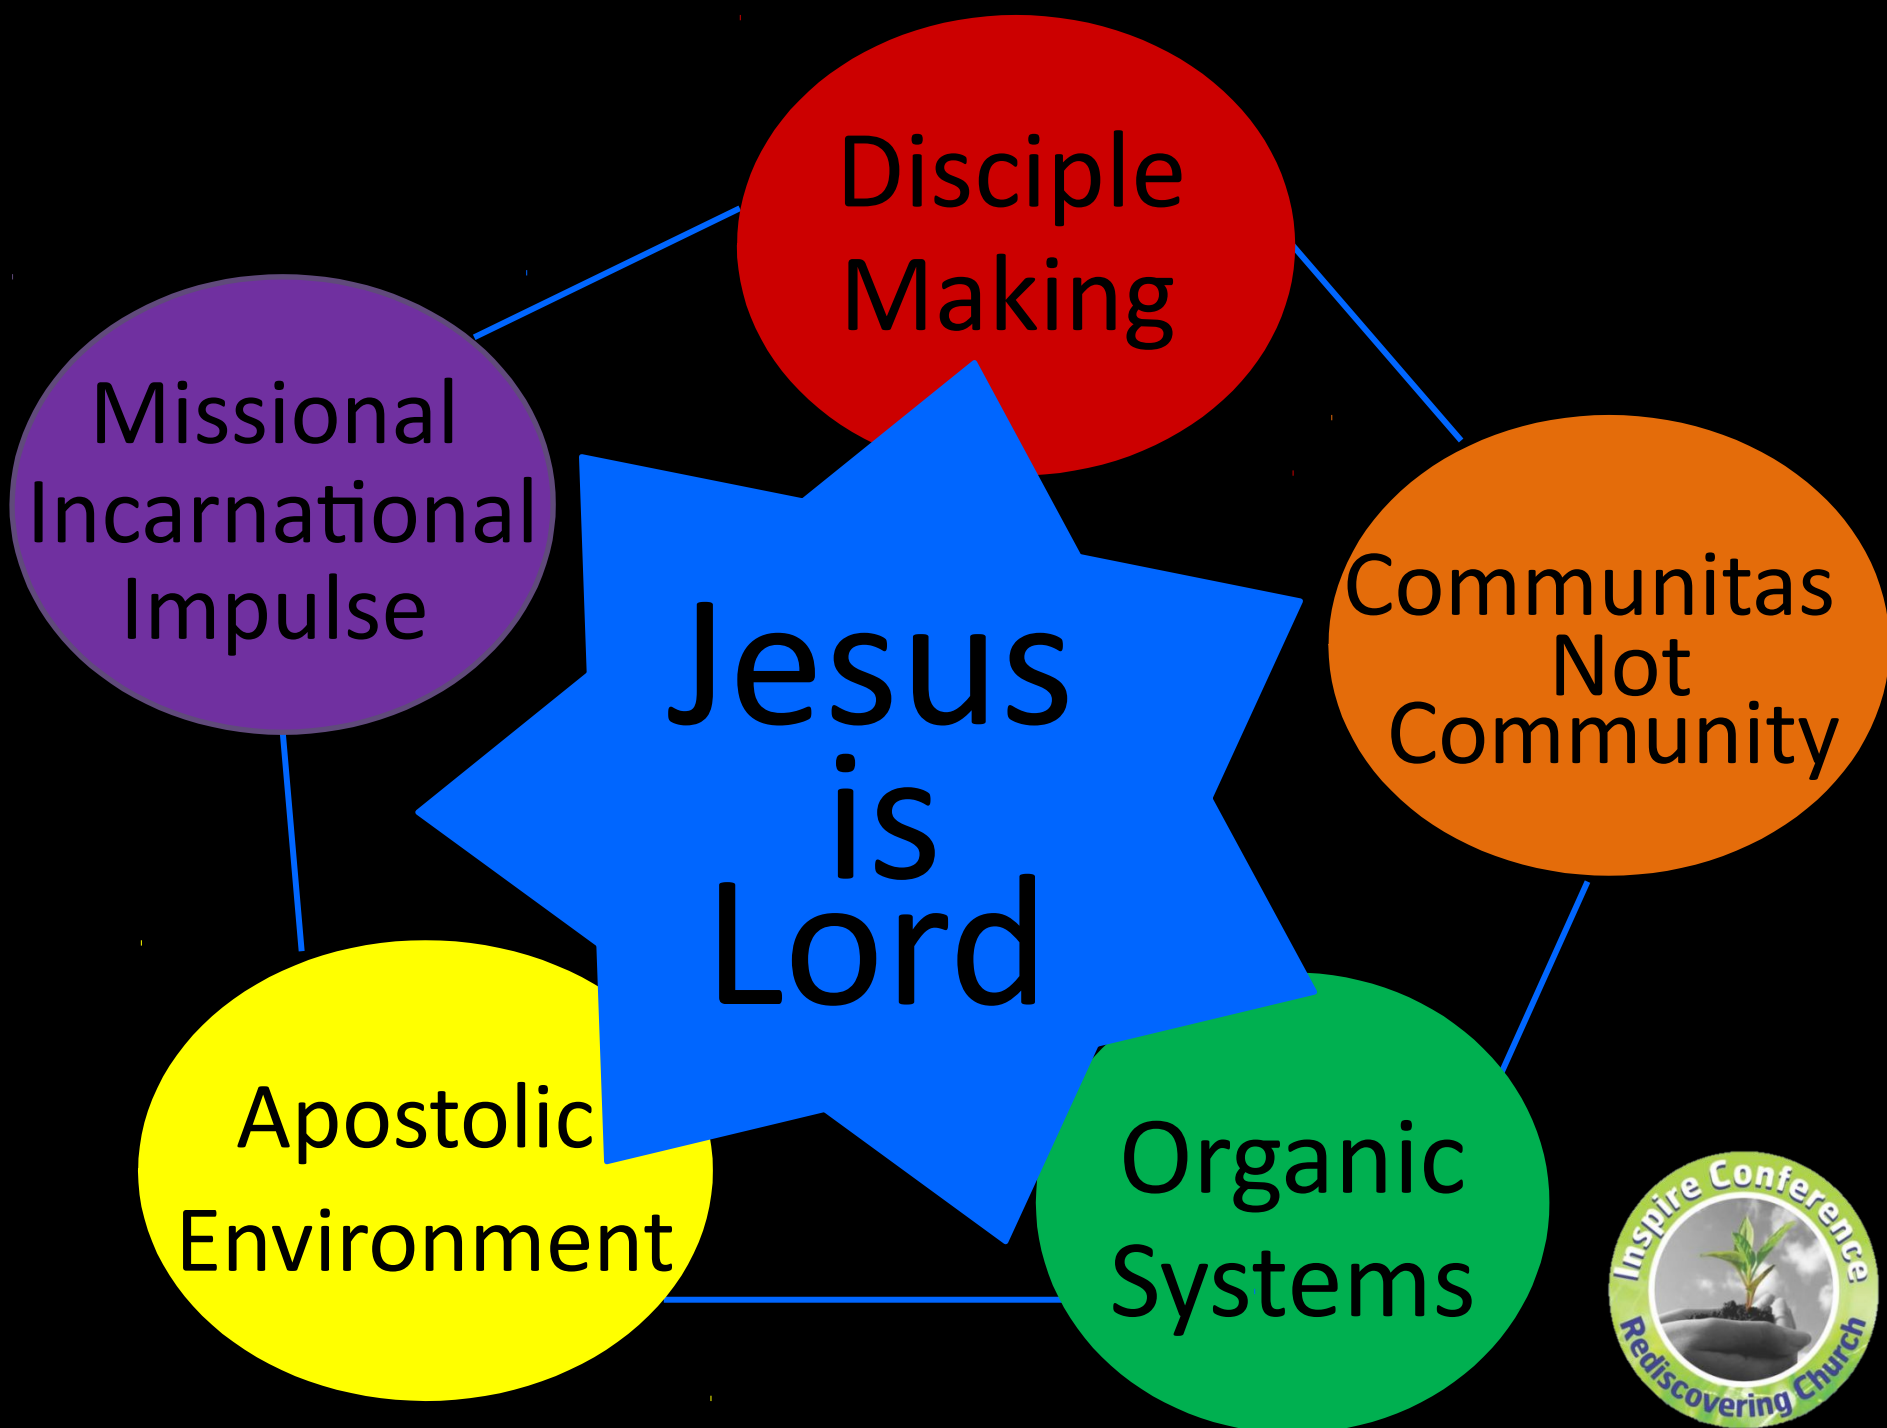 Disciple
Making
Missional
Incarnational
Impulse
Communitas
Not
Community
Jesus
is
Lord
Apostolic
Environment
Organic
Systems
Inspire Conference
Rediscovering Church